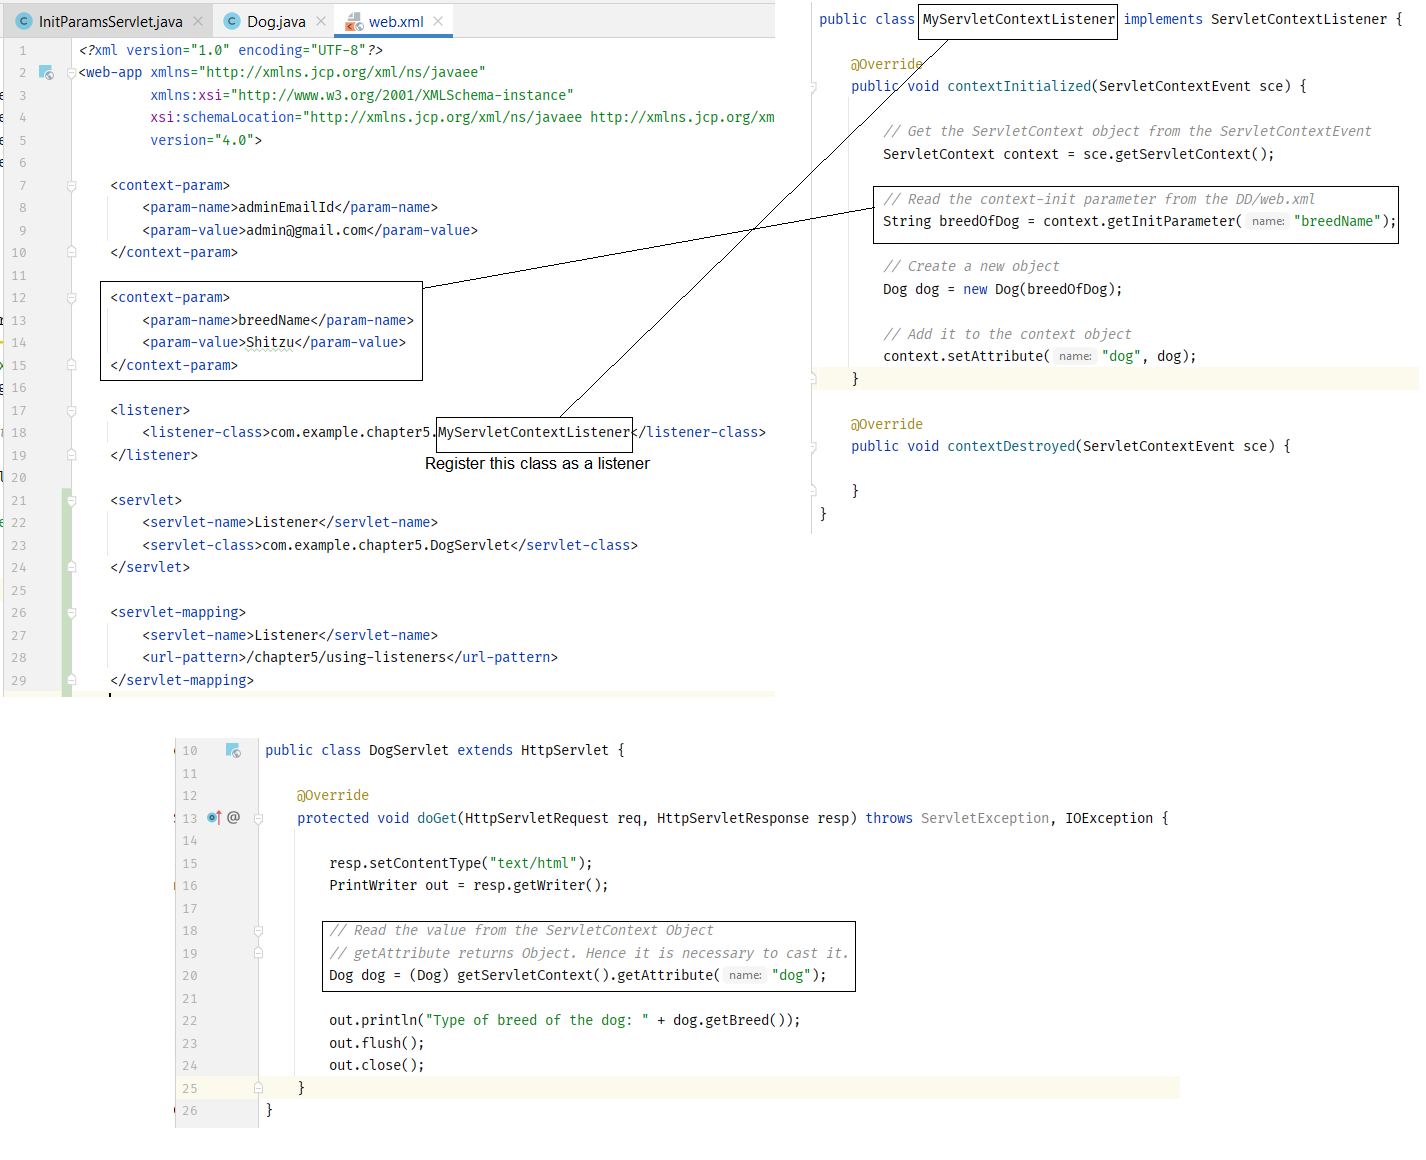 InitParamsServlet.java
Dog.java
web.xml
1 <?xml version="1.0" encoding="UTF-8"?>
2 <web-app xmlns="http://xmlns.jcp.org/xml/ns/javaee"
3 xmlns:xsi="http://www.w3.org/2001/XMLSchema-instance"
4 xsi:schemaLocation="http://xmlns.jcp.org/xml/ns/javaee http://xmlns.jcp.org/xm
5 version="4.0">
6
7 <context-param>
8 <param-name>adminEmailId</param-name>
9 <param-value>admin@gmail.com</param-value>
10 </context-param>
11
12 <context-param>
13 <param-name>breedName</param-name>
14 <param-value>Shitzu</param-value>
15 </context-param>
16
17 <listener>
18 <listener-class>com.example.chapter5.MyServletContextListener</listener-class>
19 </listener>
Register this class as a listener
20
21 <servlet>
22 <servlet-name>Listener</servlet-name>
23 <servlet-class>com.example.chapter5.DogServlet</servlet-class>
24 </servlet>
25
26 <servlet-mapping>
27 <servlet-name>Listener</servlet-name>
28 <url-pattern>/chapter5/using-listeners</url-pattern>
29 </servlet-mapping>
public class MyServletContextListener implements ServletContextListener {
@Override
public void contextInitialized(ServletContextEvent sce) {
// Get the ServletContext object from the ServletContextEvent
ServletContext context = sce.getServletContext();
// Read the context-init parameter from the DD/web.xml
String breedOfDog = context.getInitParameter( name: "breedName");
// Create a new object
Dog dog = new Dog(breedOfDog);
// Add it to the context object
context.setAttribute( name: "dog", dog);
}
@Override
public void contextDestroyed(ServletContextEvent sce) {
}
}
10 public class DogServlet extends HttpServlet {
11
12 @Override
13 @ protected void doGet(HttpServletRequest req, HttpServletResponse resp) throws ServletException, IOException {
14
15 resp.setContentType("text/html");
16 PrintWriter out = resp.getWriter();
17
18 // Read the value from the ServletContext Object
19 // getAttribute returns Object. Hence it is necessary to cast it.
20 Dog dog = (Dog) getServletContext().getAttribute( name: "dog");
21
22 out.println("Type of breed of the dog: " + dog.getBreed());
23 out.flush();
24 out.close();
25 }
26 }